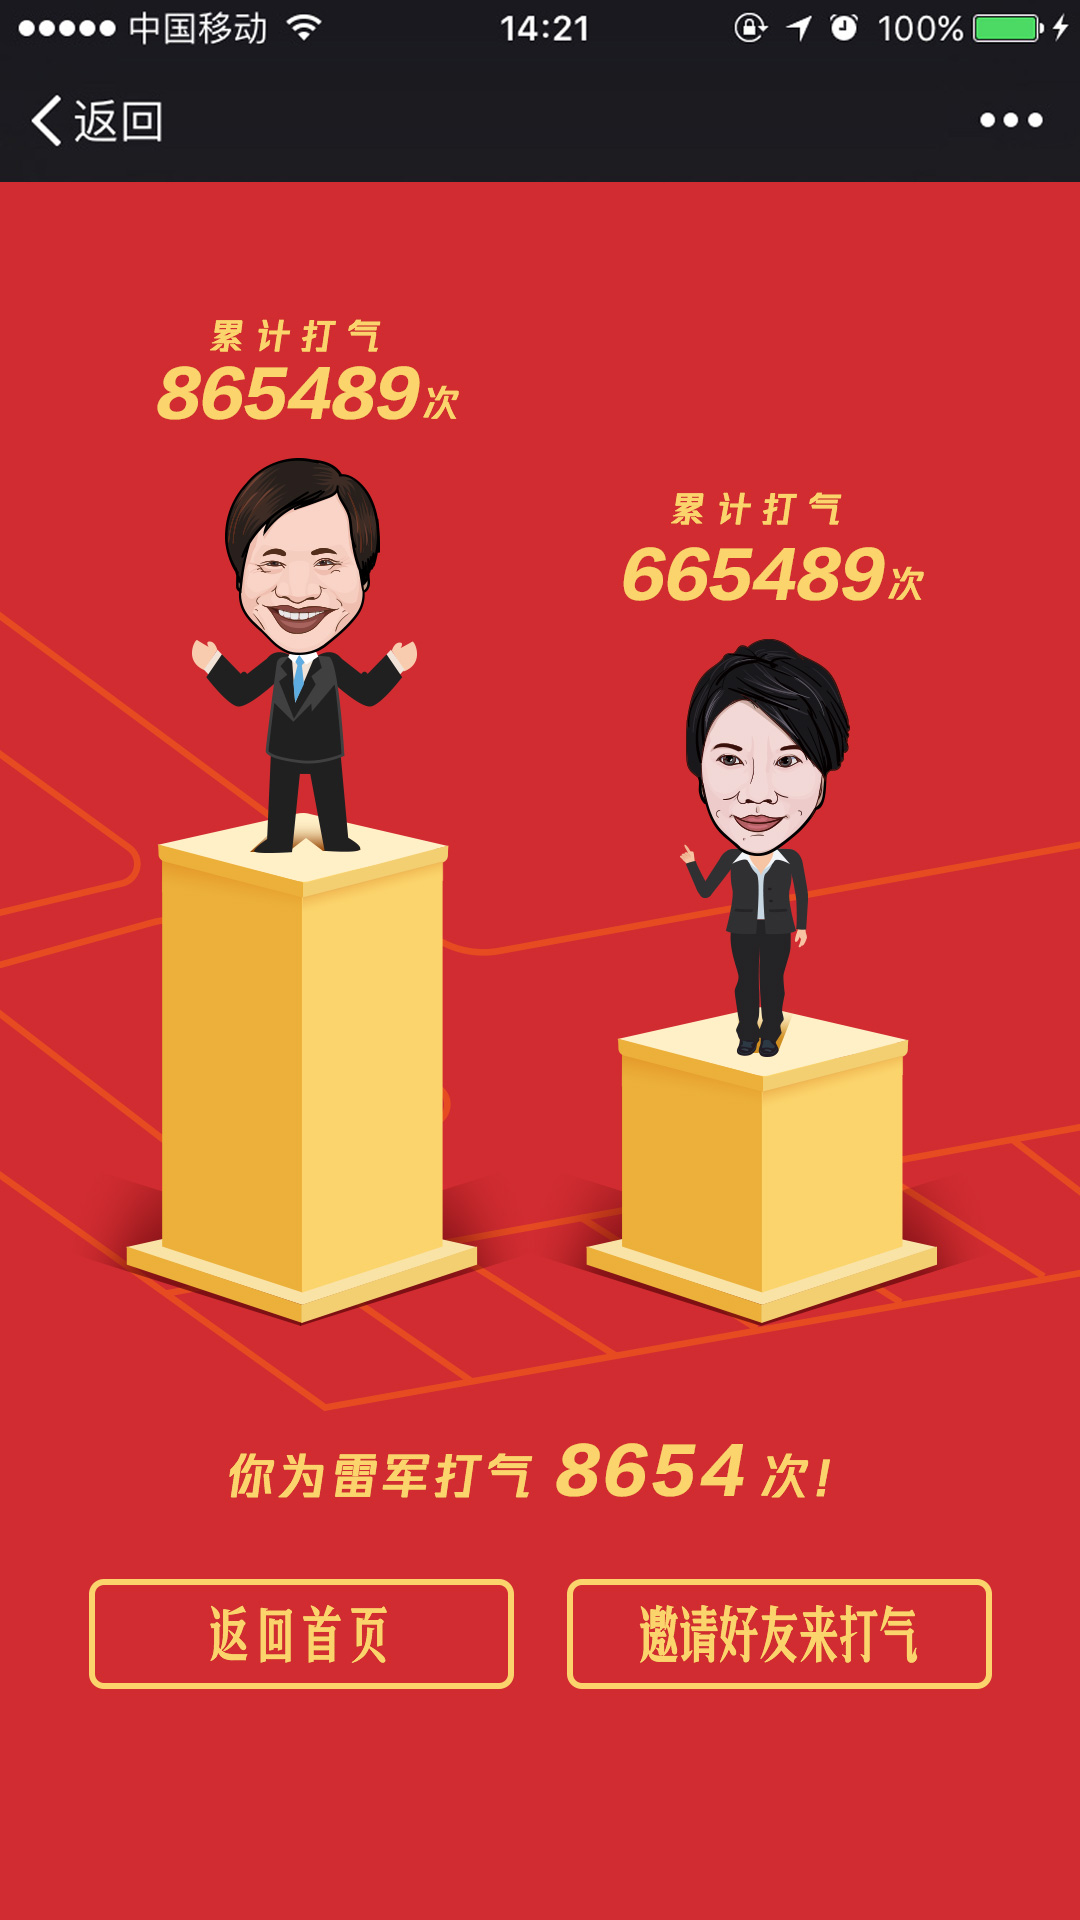 中国移动 14:21 100%
返回
累计打气
865489次
累计打气
665489次
你为雷军打气 8654 次!
返回首页
邀请好友来打气